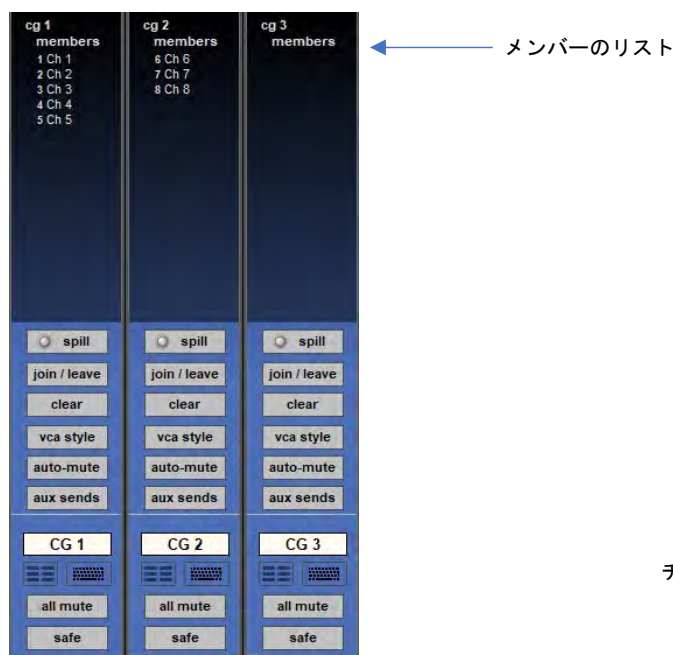 cg 1
members
1 Ch 1
2 Ch 2
3 Ch 3
4 Ch 4
5 Ch 5
spill
join / leave
clear
vca style
auto-mute
aux sends
CG 1
all mute
safe
cg 2
members
6 Ch 6
7 Ch 7
8 Ch 8
spill
join / leave
clear
vca style
auto-mute
aux sends
CG 2
all mute
safe
cg 3
members
spill
join / leave
clear
vca style
auto-mute
aux sends
CG 3
all mute
safe
メンバーのリスト
チ